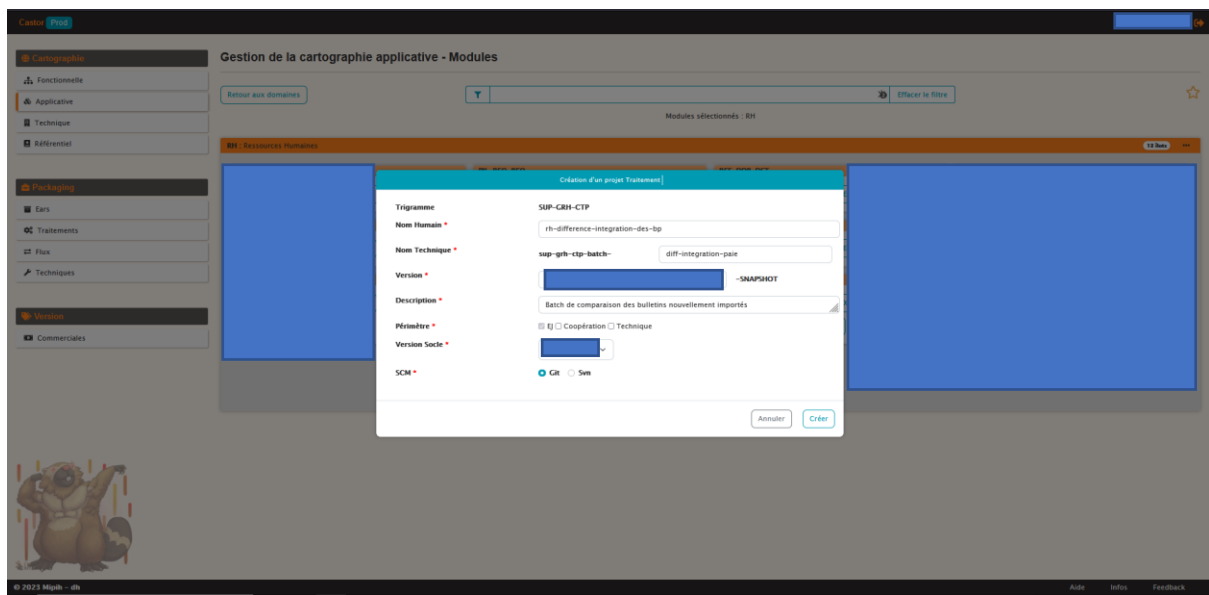 Castor Prod
Cartographie
Gestion de la cartographie applicative - Modules
Fonctionnelle
Applicative
Retour aux domaines
Effacer le filtre
Technique
Modules sélectionnés : RH
Référentiel
RH : Ressources Humaines
Packaging
Création d'un projet Traitement
Ears
Trigramme SUP-GRH-CTP
Nom Humain * rh-difference-integration-des-bp
Traitements
Flux
Nom Technique * sup-grh-ctp-batch- diff-integration-paie
Techniques
Version * -SNAPSHOT
Description * Batch de comparaison des bulletins nouvellement importés
Version
Périmètre * EJ Coopération Technique
Commerciales
Version Socle *
SCM * Git Svn
Annuler Créer
© 2023 Mipih - dh
Aide Infos Feedback